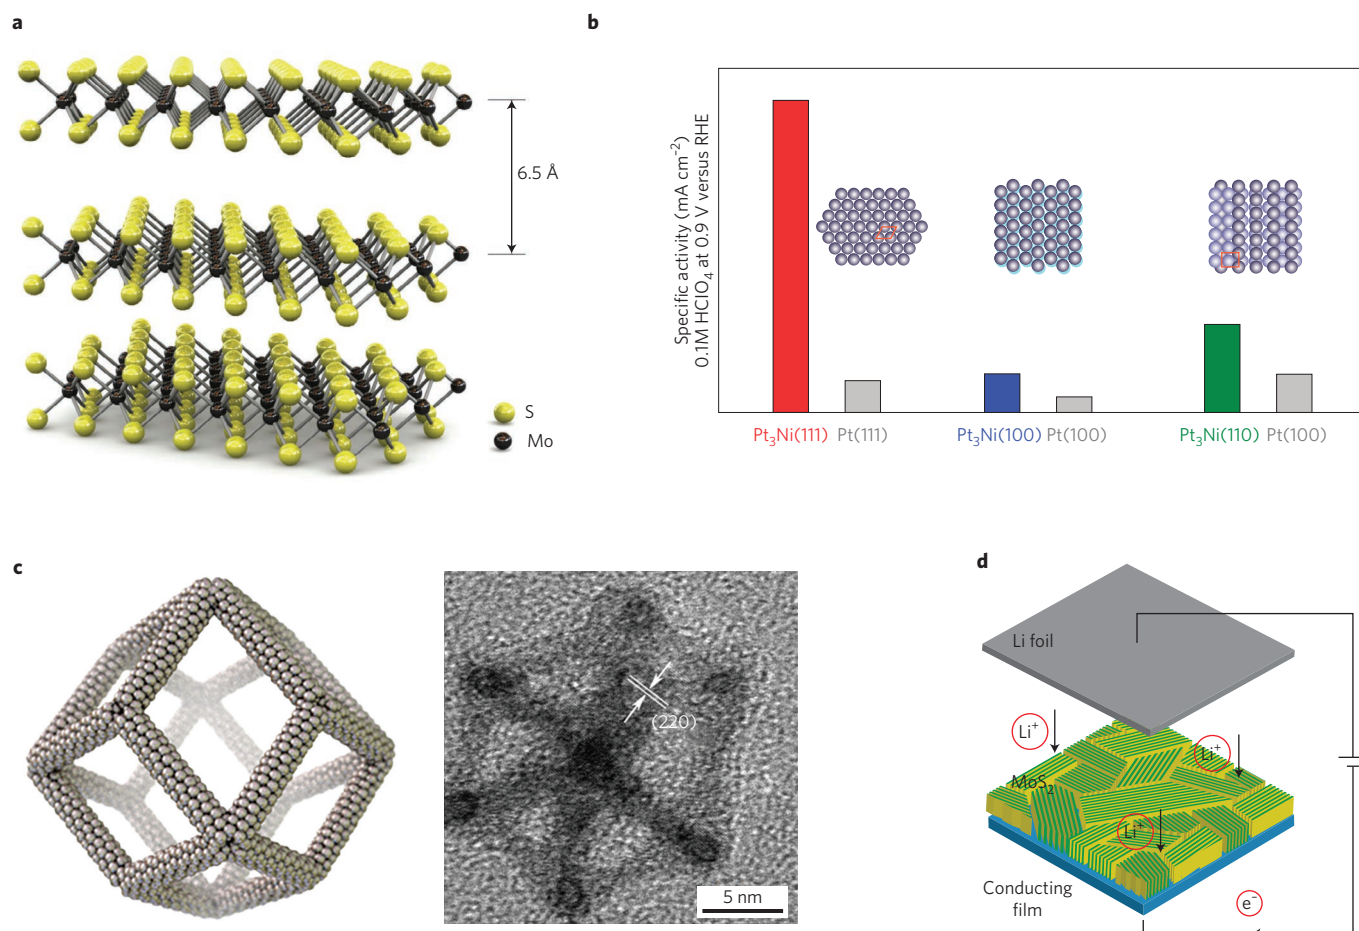 a
6.5 Å
S
Mo
b
Specific activity (mA cm⁻²)
0.1M HClO₄ at 0.9 V versus RHE
Pt₃Ni(111) Pt(111) Pt₃Ni(100) Pt(100) Pt₃Ni(110) Pt(100)
c
(220)
5 nm
d
Li foil
Li⁺
Li⁺
MoS₂
Li⁺
Conducting
film
e⁻